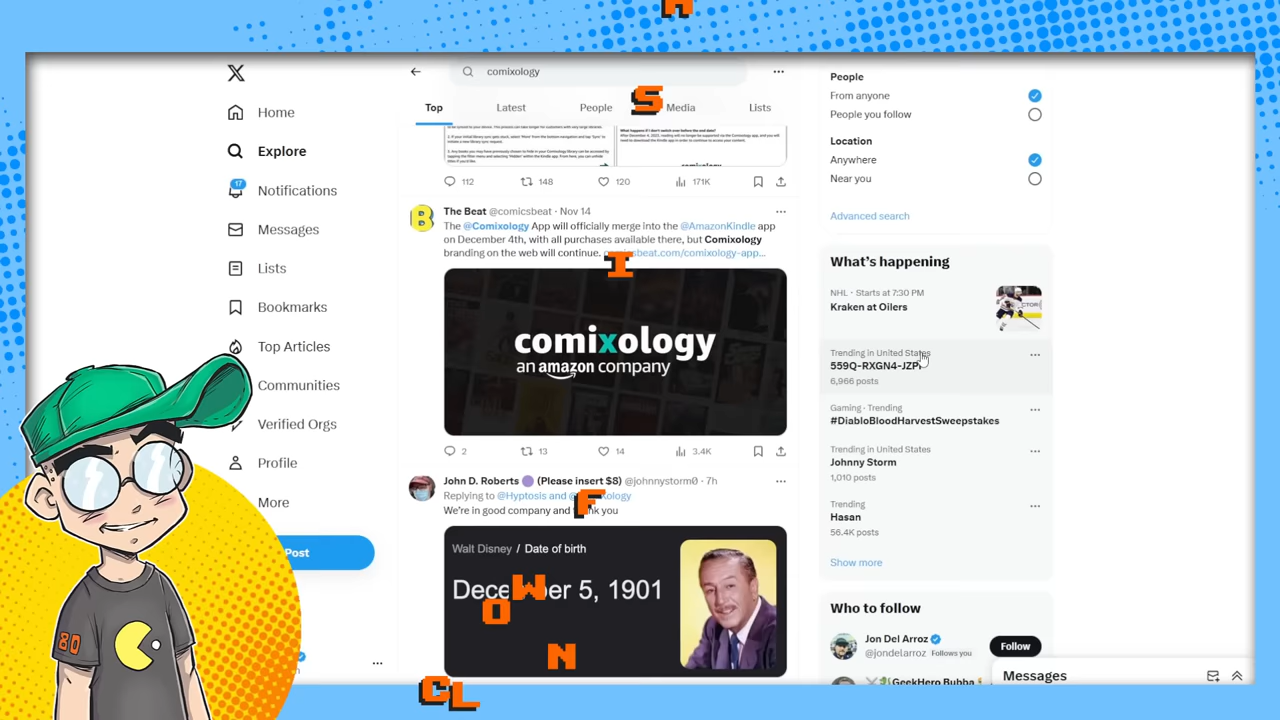 comixology
Top
Latest
People
Media
Lists
Home
Explore
17
Notifications
Messages
Lists
Bookmarks
Top Articles
Communities
Verified Orgs
Profile
More
Post
112
148
120
171K
The Beat @comicsbeat · Nov 14
The @Comixology App will officially merge into the @AmazonKindle app
on December 4th, with all purchases available there, but Comixology
branding on the web will continue.
comixology
an amazon company
2
13
14
3.4K
John D. Roberts (Please insert $8) @johnnystorm0 · 7h
Replying to @Hyptosis and
We're in good company and
Walt Disney / Date of birth
5, 1901
People
From anyone
People you follow
Location
Anywhere
Near you
Advanced search
What's happening
NHL · Starts at 7:30 PM
Kraken at Oilers
Trending in United States
6,966 posts
Gaming · Trending
#DiabloBloodHarvestSweepstakes
Trending in United States
Johnny Storm
1,010 posts
Trending
Hasan
56.4K posts
Show more
Who to follow
Jon Del Arroz
@jondelarroz Follows you
Follow
GeekHero Bubba
Messages
80
S
I
F
W
O
N
CL